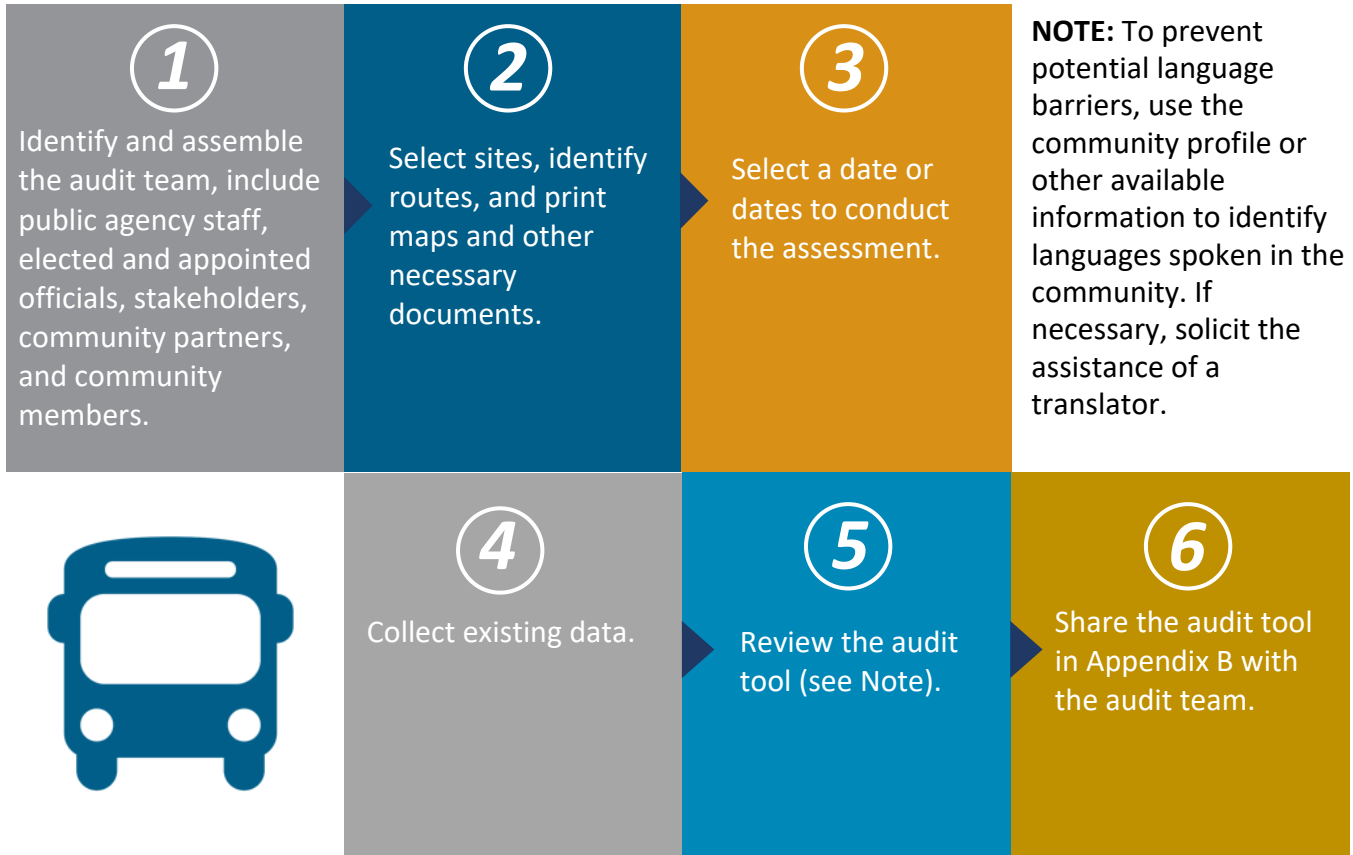 1
Identify and assemble
the audit team, include
public agency staff,
elected and appointed
officials, stakeholders,
community partners,
and community
members.
2
Select sites, identify
routes, and print
maps and other
necessary
documents.
3
Select a date or
dates to conduct
the assessment.
NOTE: To prevent
potential language
barriers, use the
community profile or
other available
information to identify
languages spoken in the
community. If
necessary, solicit the
assistance of a
translator.
4
Collect existing data.
5
Review the audit
tool (see Note).
6
Share the audit tool
in Appendix B with
the audit team.